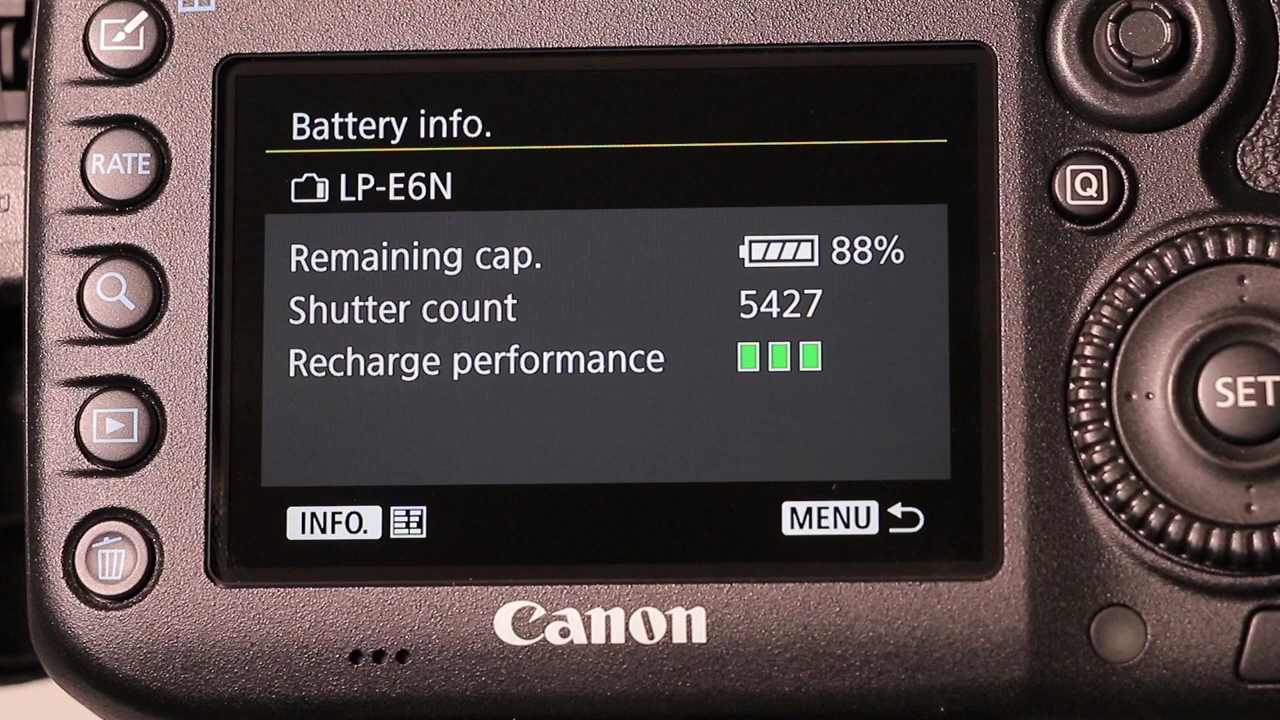 RATE
Battery info.
LP-E6N
Remaining cap. 88%
Shutter count 5427
Recharge performance
INFO. MENU
Q
SET
Canon